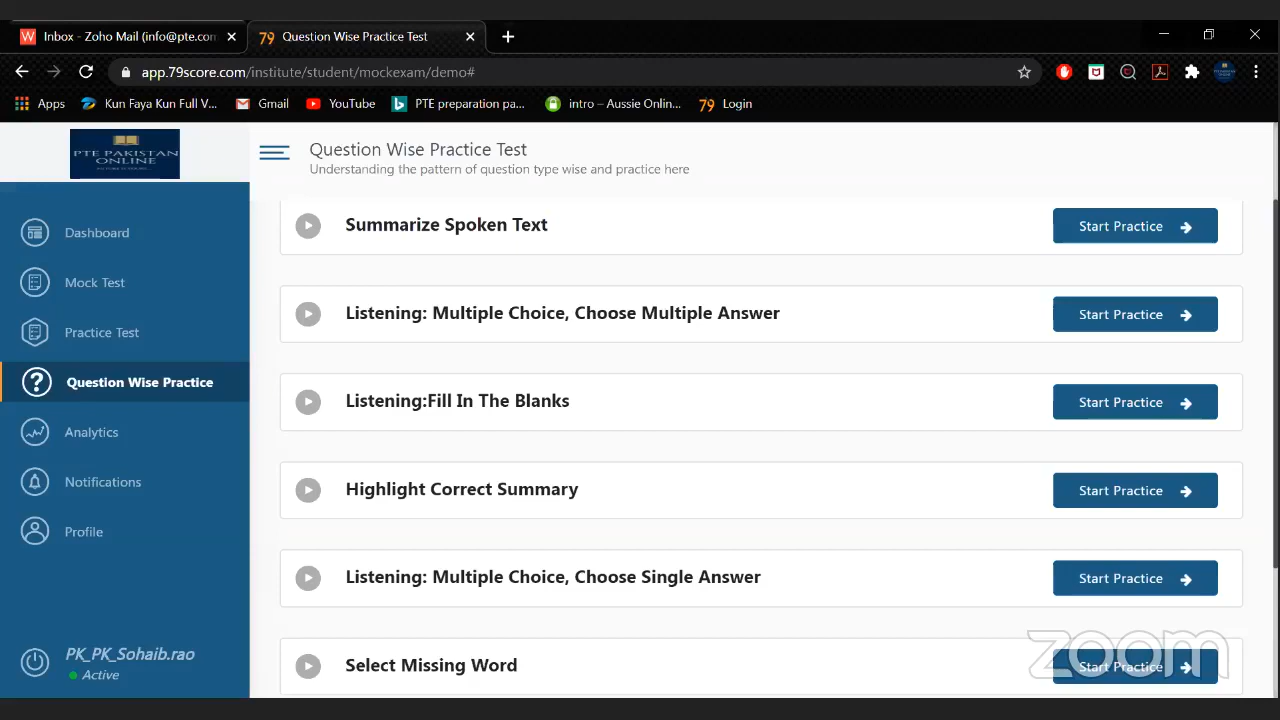 Inbox - Zoho Mail (info@pte.con
Question Wise Practice Test
app.79score.com/institute/student/mockexam/demo#
Apps
Kun Faya Kun Full V...
Gmail
YouTube
PTE preparation pa...
intro – Aussie Onlin...
79 Login
PTE PAKISTAN
ONLINE
Question Wise Practice Test
Understanding the pattern of question type wise and practice here
Dashboard
Mock Test
Practice Test
Question Wise Practice
Analytics
Notifications
Profile
PK_PK_Sohaib.rao
Active
Summarize Spoken Text
Start Practice
Listening: Multiple Choice, Choose Multiple Answer
Start Practice
Listening:Fill In The Blanks
Start Practice
Highlight Correct Summary
Start Practice
Listening: Multiple Choice, Choose Single Answer
Start Practice
Select Missing Word
Start Practice
zoom